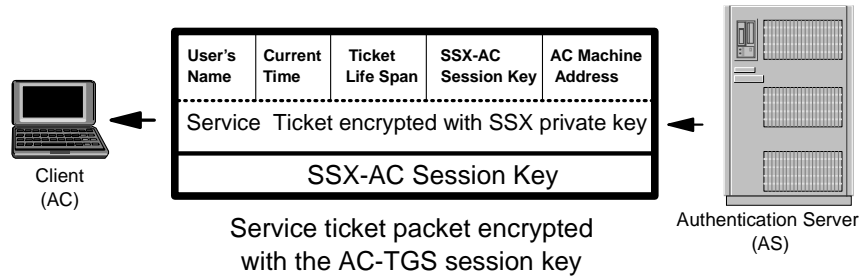 User's Name
Current Time
Ticket Life Span
SSX-AC Session Key
AC Machine Address
Service Ticket encrypted with SSX private key
SSX-AC Session Key
Client
(AC)
Authentication Server
(AS)
Service ticket packet encrypted
with the AC-TGS session key